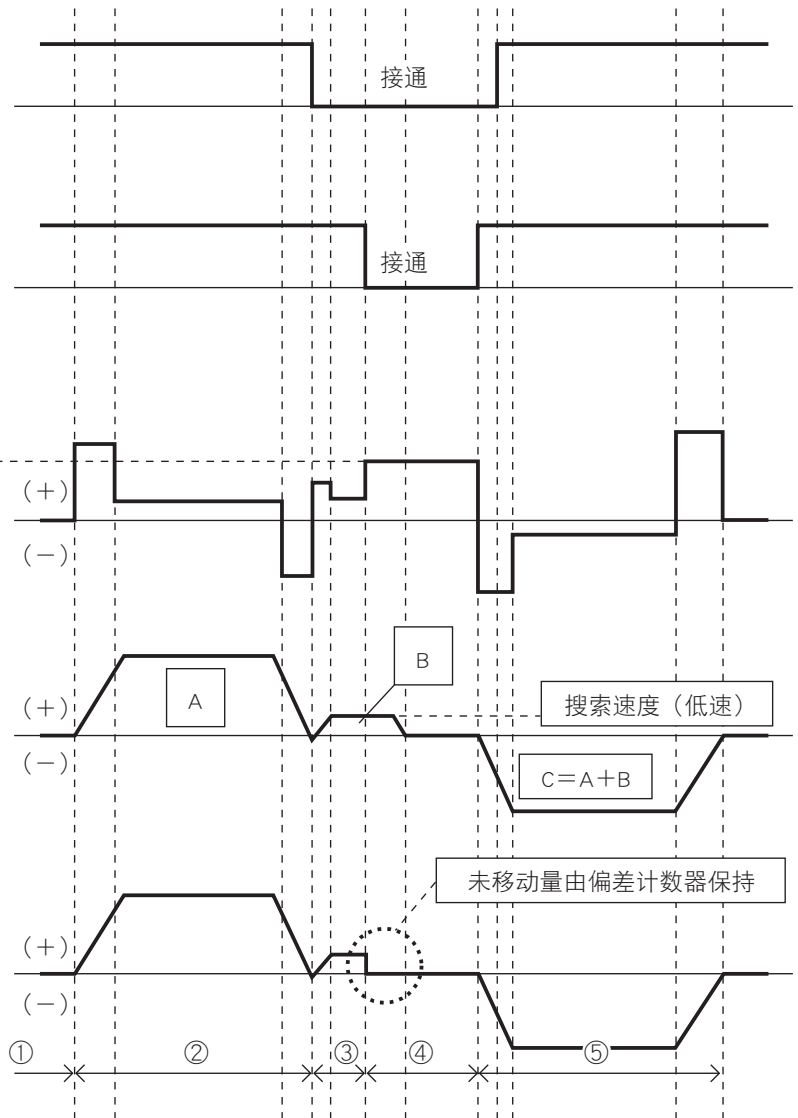 接通
接通
(+)
(−)
B
A
(+)
搜索速度（低速）
(−)
C＝A＋B
未移动量由偏差计数器保持
(+)
(−)
① ② ③ ④ ⑤